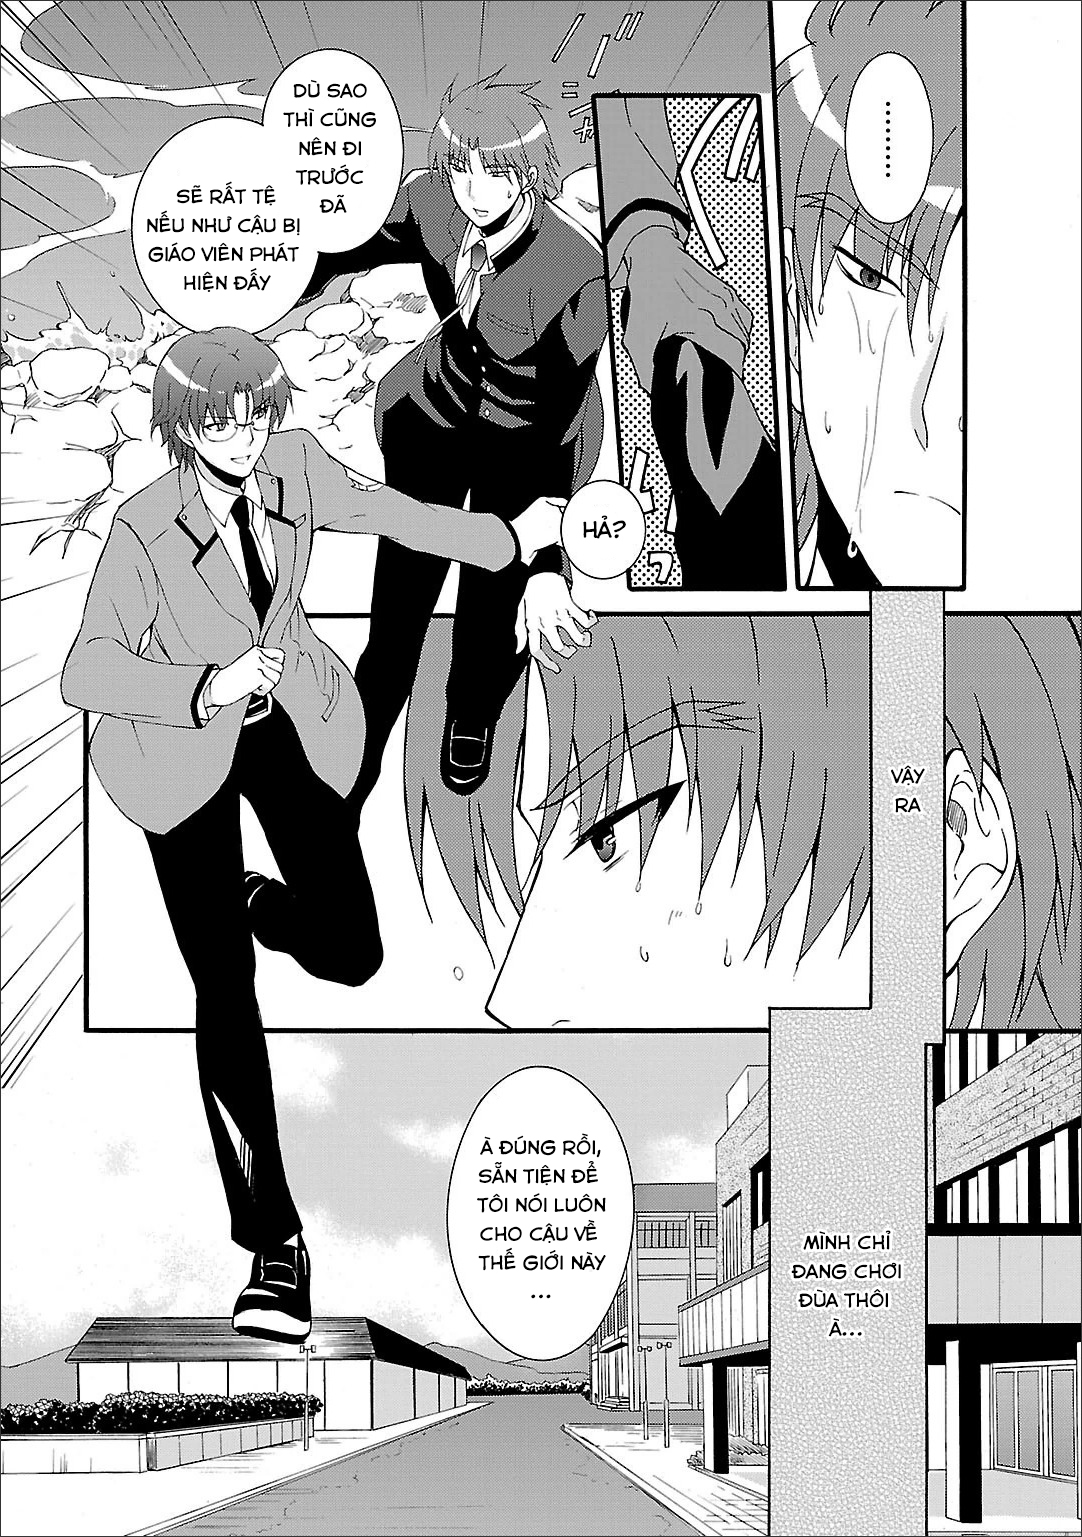 ………
DÙ SAO
THÌ CŨNG
NÊN ĐI
TRƯỚC
ĐÃ
SẼ RẤT TỆ
NẾU NHƯ CẬU BỊ
GIÁO VIÊN PHÁT
HIỆN ĐẤY
HẢ?
VẬY
RA
MÌNH CHỈ
ĐANG CHƠI
ĐÙA THÔI
À...
À ĐÚNG RỒI,
SẴN TIỆN ĐỂ
TÔI NÓI LUÔN
CHO CẬU VỀ
THẾ GIỚI NÀY
...